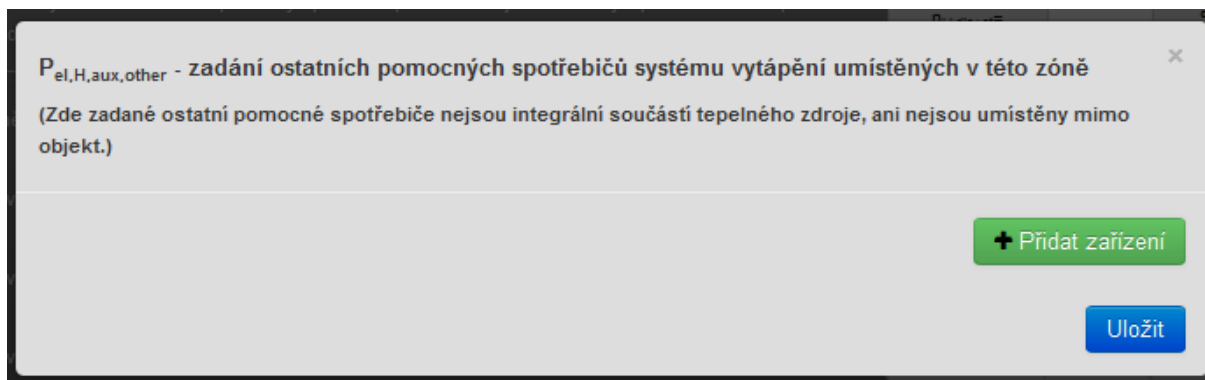 P_el,H,aux,other - zadání ostatních pomocných spotřebičů systému vytápění umístěných v této zóně
×
(Zde zadané ostatní pomocné spotřebiče nejsou integrální součástí tepelného zdroje, ani nejsou umístěny mimo
objekt.)
+ Přidat zařízení
Uložit